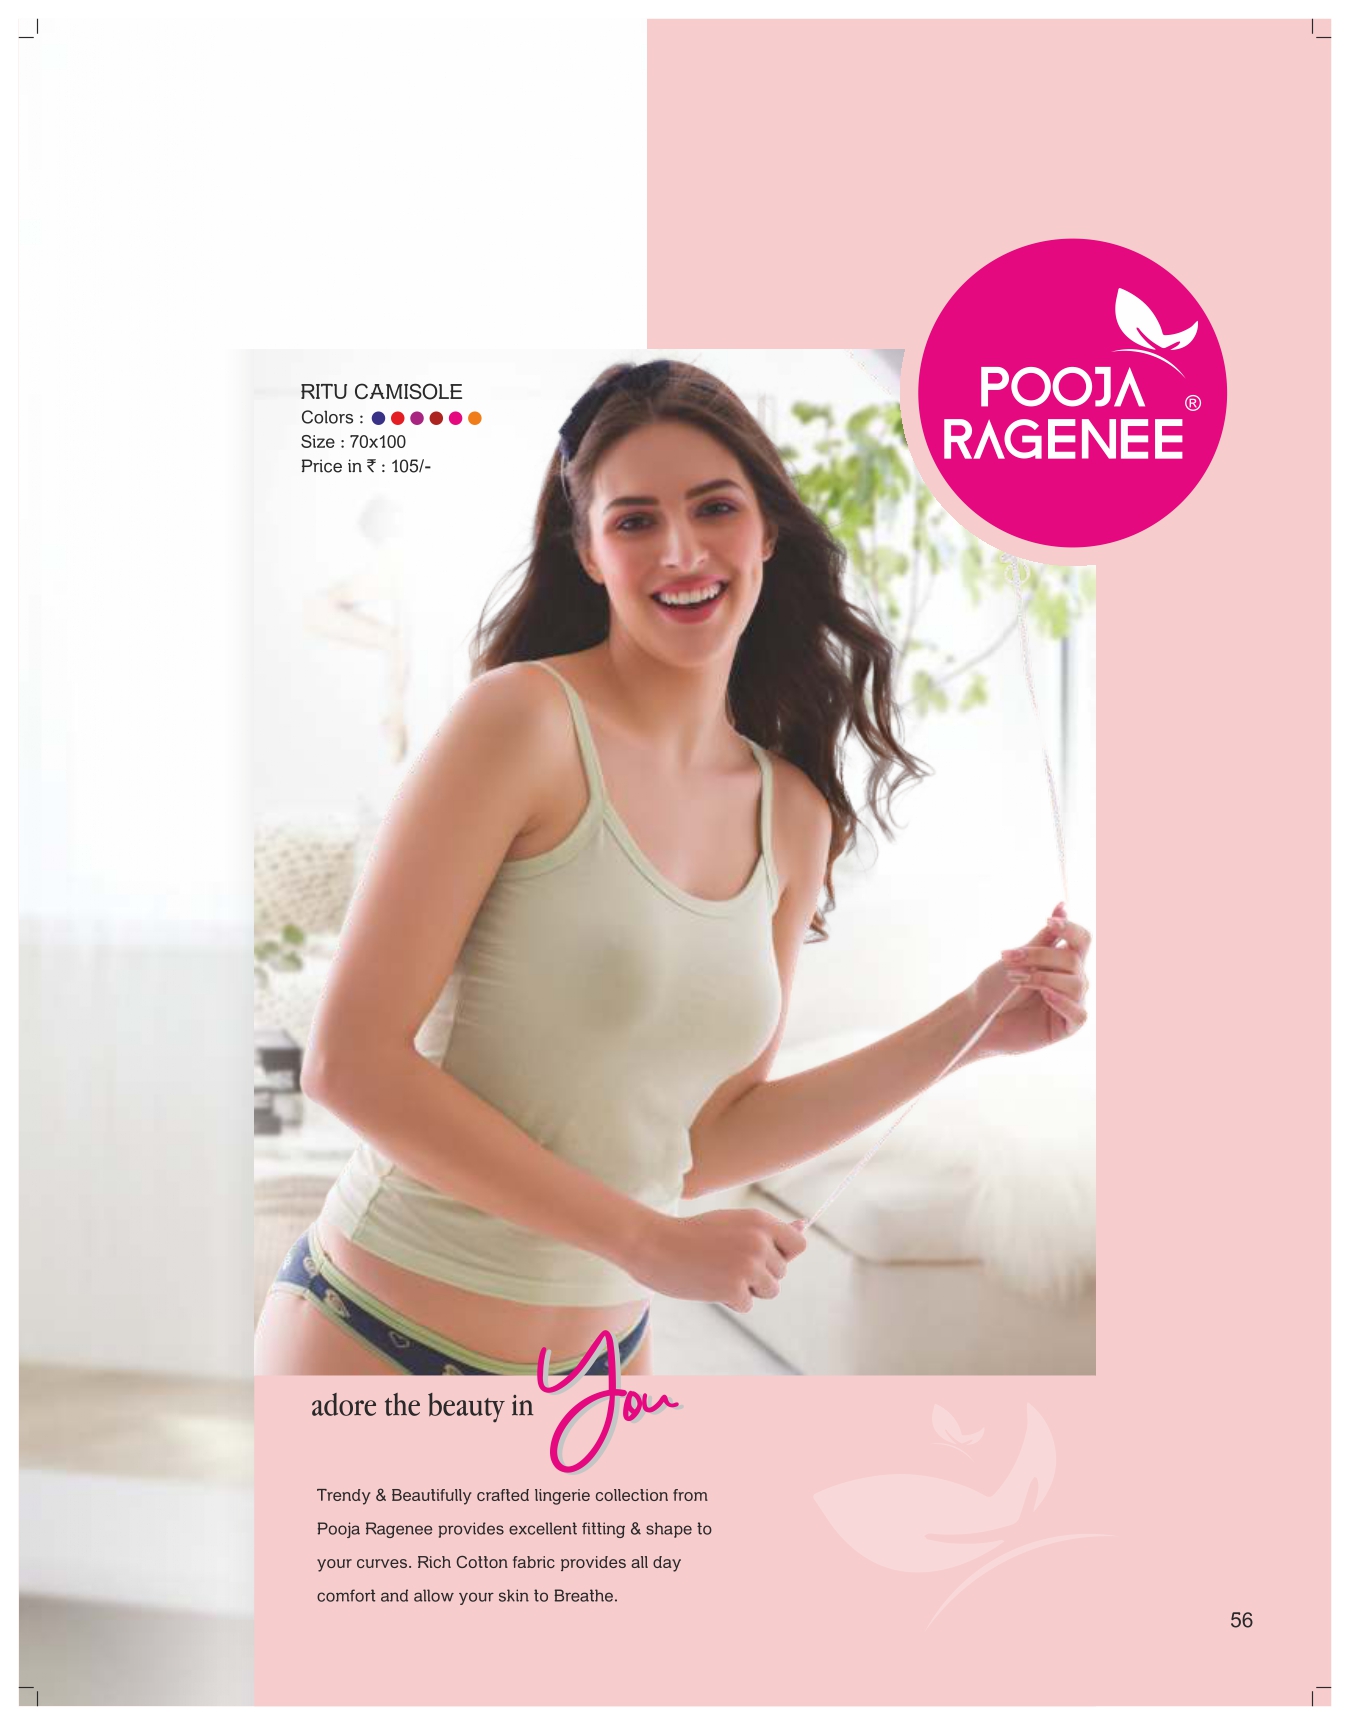 POOJA
RAGENEE ®
RITU CAMISOLE
Colors :
Size : 70x100
Price in ₹ : 105/-
adore the beauty in You
Trendy & Beautifully crafted lingerie collection from
Pooja Ragenee provides excellent fitting & shape to
your curves. Rich Cotton fabric provides all day
comfort and allow your skin to Breathe.
56